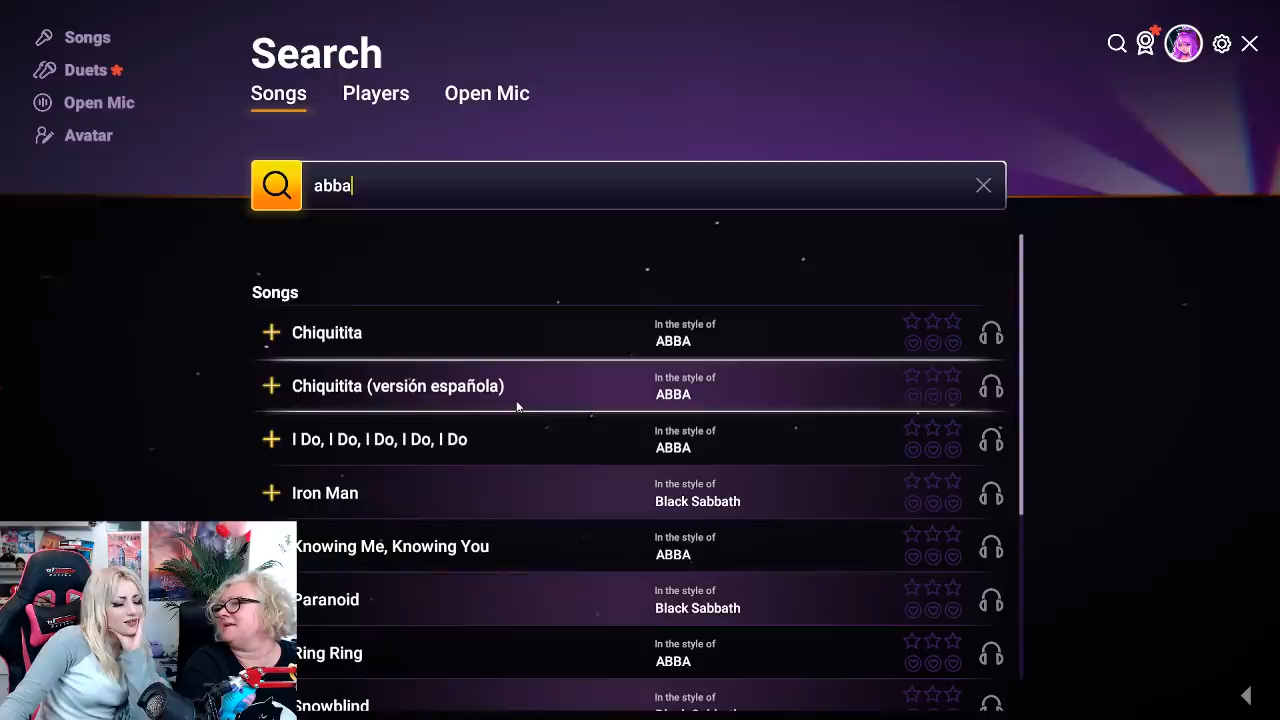 Songs
Duets
Open Mic
Avatar
Search
Songs Players Open Mic
abba
Songs
Chiquitita
In the style of
ABBA
Chiquitita (versión española)
In the style of
ABBA
I Do, I Do, I Do, I Do, I Do
In the style of
ABBA
Iron Man
In the style of
Black Sabbath
Knowing Me, Knowing You
In the style of
ABBA
Paranoid
In the style of
Black Sabbath
Ring Ring
In the style of
ABBA
Snowblind
In the style of